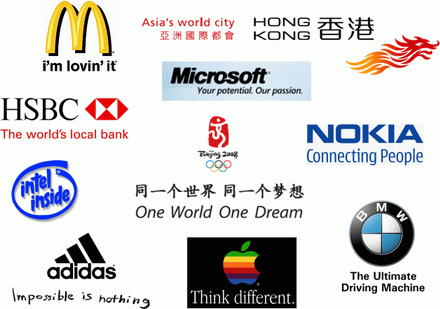 i'm lovin' it
Asia's world city
亞洲國際都會
HONG
KONG 香港
Microsoft®
Your potential. Our passion.
HSBC
The world's local bank
Beijing 2008
NOKIA
Connecting People
intel
inside
同一个世界 同一个梦想
One World One Dream
adidas
Impossible is nothing
Think different.
BMW
The Ultimate
Driving Machine